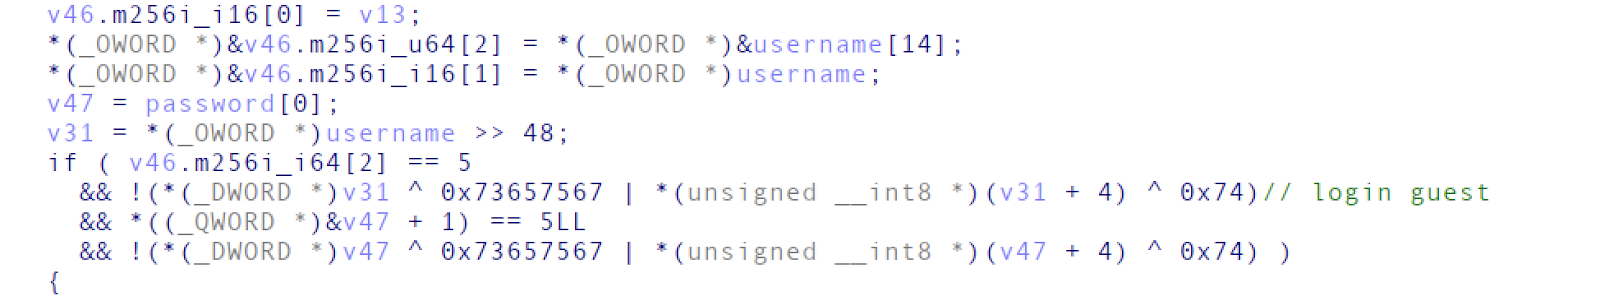 v46.m256i_i16[0] = v13;
*(_OWORD *)&v46.m256i_u64[2] = *(_OWORD *)&username[14];
*(_OWORD *)&v46.m256i_i16[1] = *(_OWORD *)username;
v47 = password[0];
v31 = *(_OWORD *)username >> 48;
if ( v46.m256i_i64[2] == 5
&& !(*(_DWORD *)v31 ^ 0x73657567 | *(unsigned __int8 *)(v31 + 4) ^ 0x74)// login guest
&& *((_QWORD *)&v47 + 1) == 5LL
&& !(*(_DWORD *)v47 ^ 0x73657567 | *(unsigned __int8 *)(v47 + 4) ^ 0x74) )
{